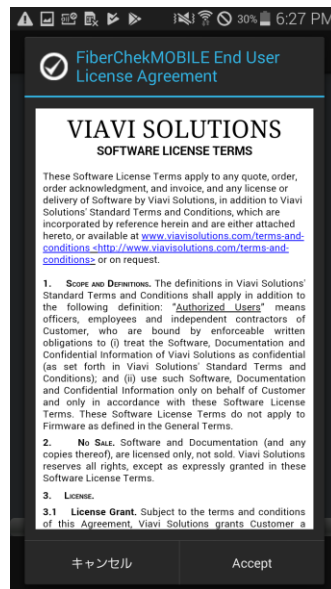 30% 6:27 PM
FiberChekMOBILE End User
License Agreement
VIAVI SOLUTIONS
SOFTWARE LICENSE TERMS
These Software License Terms apply to any quote, order,
order acknowledgment, and invoice, and any license or
delivery of Software by Viavi Solutions, in addition to Viavi
Solutions' Standard Terms and Conditions, which are
incorporated by reference herein and are either attached
hereto, or available at www.viavisolutions.com/terms-and-
conditions <http://www.viavisolutions.com/terms-and-
conditions> or on request.
1. Scope and Definitions. The definitions in Viavi Solutions'
Standard Terms and Conditions shall apply in addition to
the following definition: "Authorized Users" means
officers, employees and independent contractors of
Customer, who are bound by enforceable written
obligations to (i) treat the Software, Documentation and
Confidential Information of Viavi Solutions as confidential
(as set forth in Viavi Solutions' Standard Terms and
Conditions); and (ii) use such Software, Documentation
and Confidential Information only on behalf of Customer
and only in accordance with these Software License
Terms. These Software License Terms do not apply to
Firmware as defined in the General Terms.
2. No Sale. Software and Documentation (and any
copies thereof), are licensed only, not sold. Viavi Solutions
reserves all rights, except as expressly granted in these
Software License Terms.
3. License.
3.1 License Grant. Subject to the terms and conditions
of this Agreement, Viavi Solutions grants Customer a
キャンセル
Accept